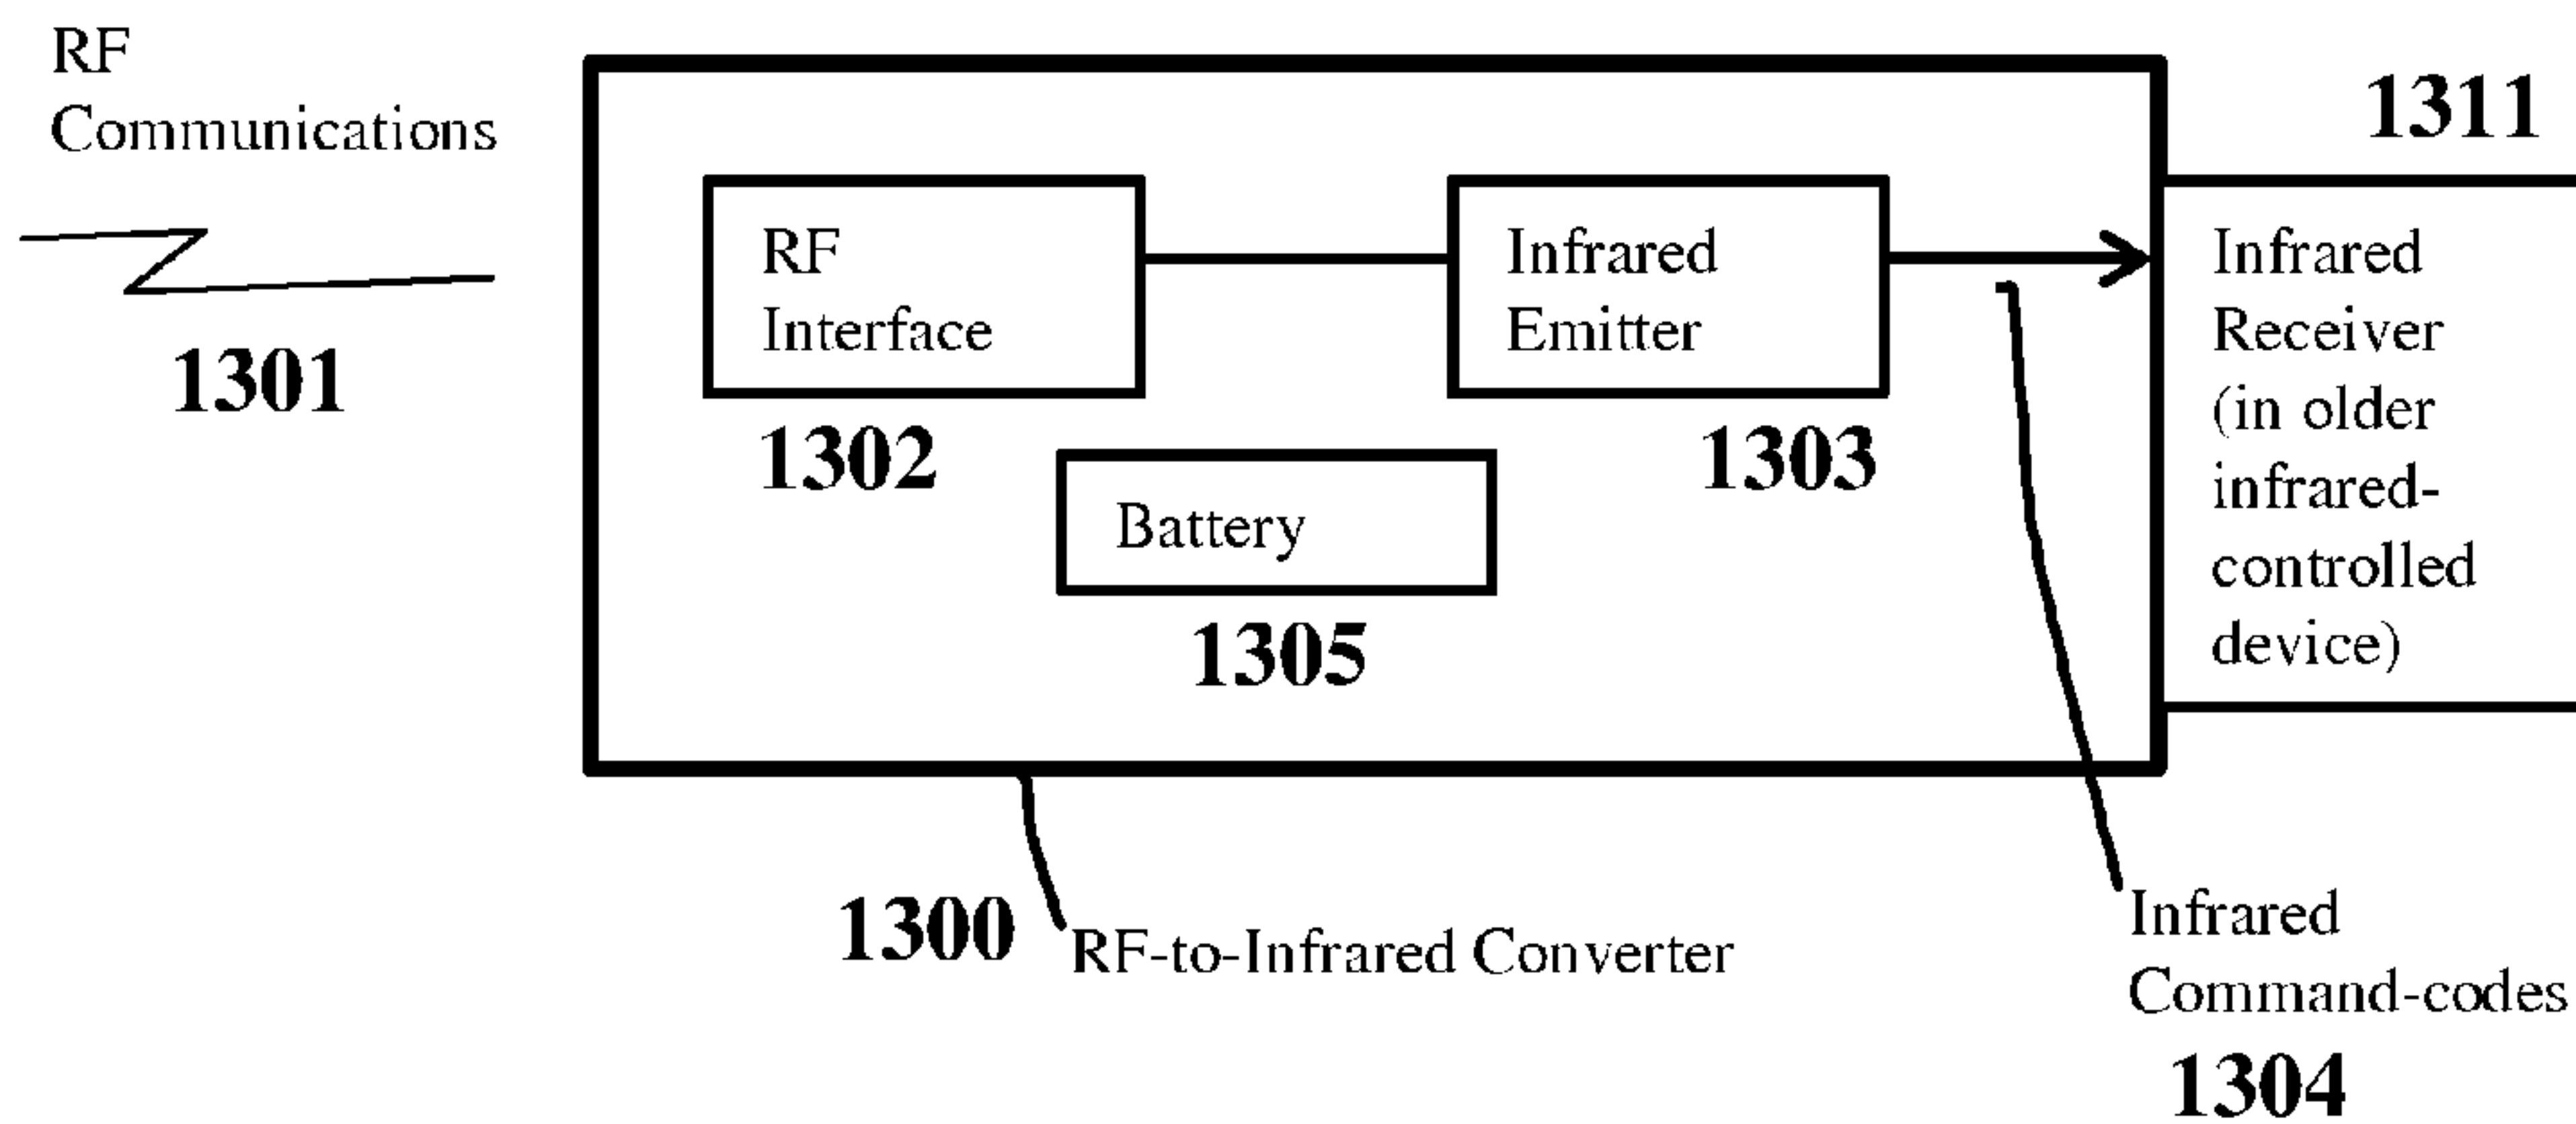 RF
Communications
1301
1311
RF
Interface
1302
Infrared
Emitter
1303
Battery
1305
Infrared
Receiver
(in older
infrared-
controlled
device)
1300
RF-to-Infrared Converter
Infrared
Command-codes
1304